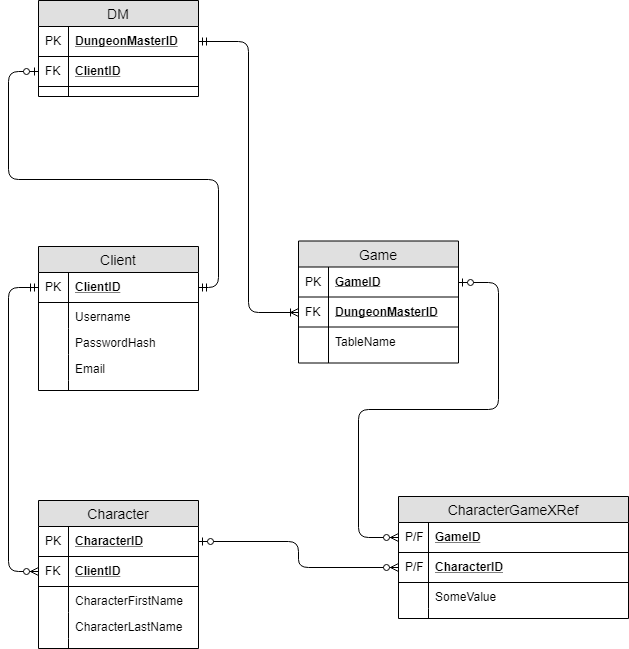 DM
PK DungeonMasterID
FK ClientID
Client
PK ClientID
Username
PasswordHash
Email
Game
PK GameID
FK DungeonMasterID
TableName
Character
PK CharacterID
FK ClientID
CharacterFirstName
CharacterLastName
CharacterGameXRef
P/F GameID
P/F CharacterID
SomeValue